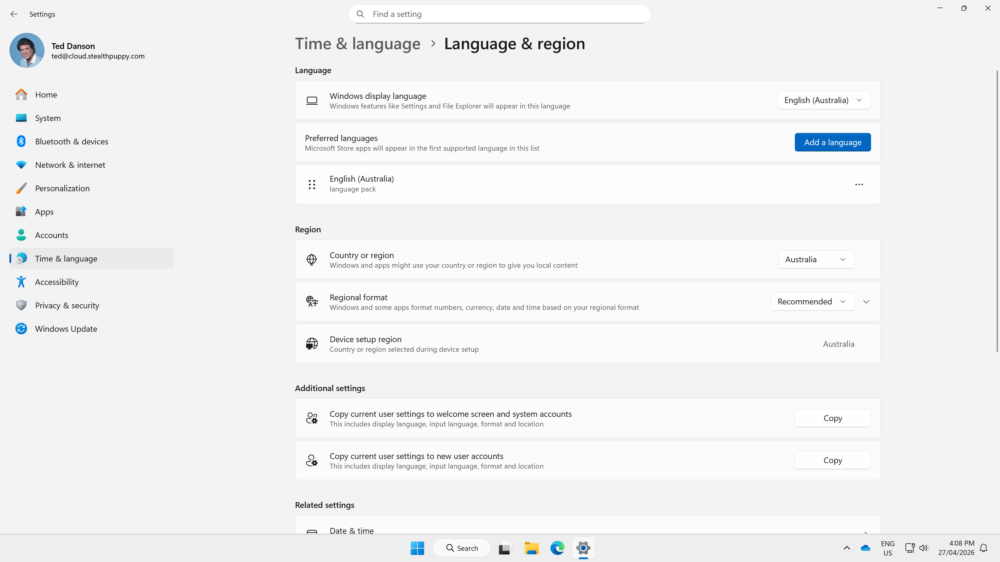 Settings
Find a setting
Ted Danson
ted@cloud.stealthpuppy.com
Home
System
Bluetooth & devices
Network & internet
Personalization
Apps
Accounts
Time & language
Accessibility
Privacy & security
Windows Update
Time & language > Language & region
Language
Windows display language
Windows features like Settings and File Explorer will appear in this language
English (Australia)
Preferred languages
Microsoft Store apps will appear in the first supported language in this list
Add a language
English (Australia)
language pack
Region
Country or region
Windows and apps might use your country or region to give you local content
Australia
Regional format
Windows and some apps format numbers, currency, date and time based on your regional format
Recommended
Device setup region
Country or region selected during device setup
Australia
Additional settings
Copy current user settings to welcome screen and system accounts
This includes display language, input language, format and location
Copy
Copy current user settings to new user accounts
This includes display language, input language, format and location
Copy
Related settings
Date & time
Search
ENG
US
4:08 PM
27/04/2026